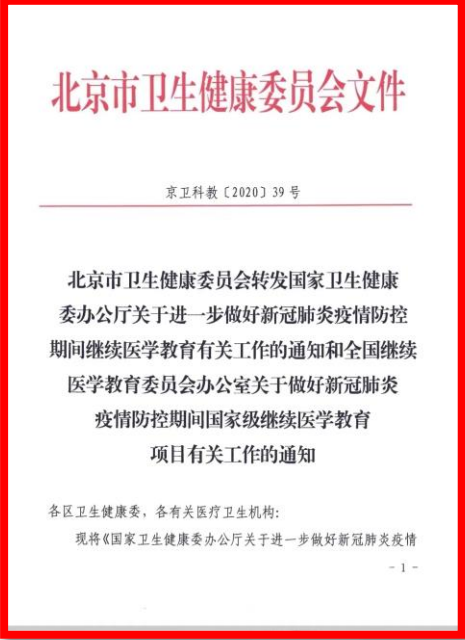 北京市卫生健康委员会文件
京卫科教〔2020〕39号
北京市卫生健康委员会转发国家卫生健康
委办公厅关于进一步做好新冠肺炎疫情防控
期间继续医学教育有关工作的通知和全国继续
医学教育委员会办公室关于做好新冠肺炎
疫情防控期间国家级继续医学教育
项目有关工作的通知
各区卫生健康委，各有关医疗卫生机构：
现将《国家卫生健康委办公厅关于进一步做好新冠肺炎疫情
- 1 -